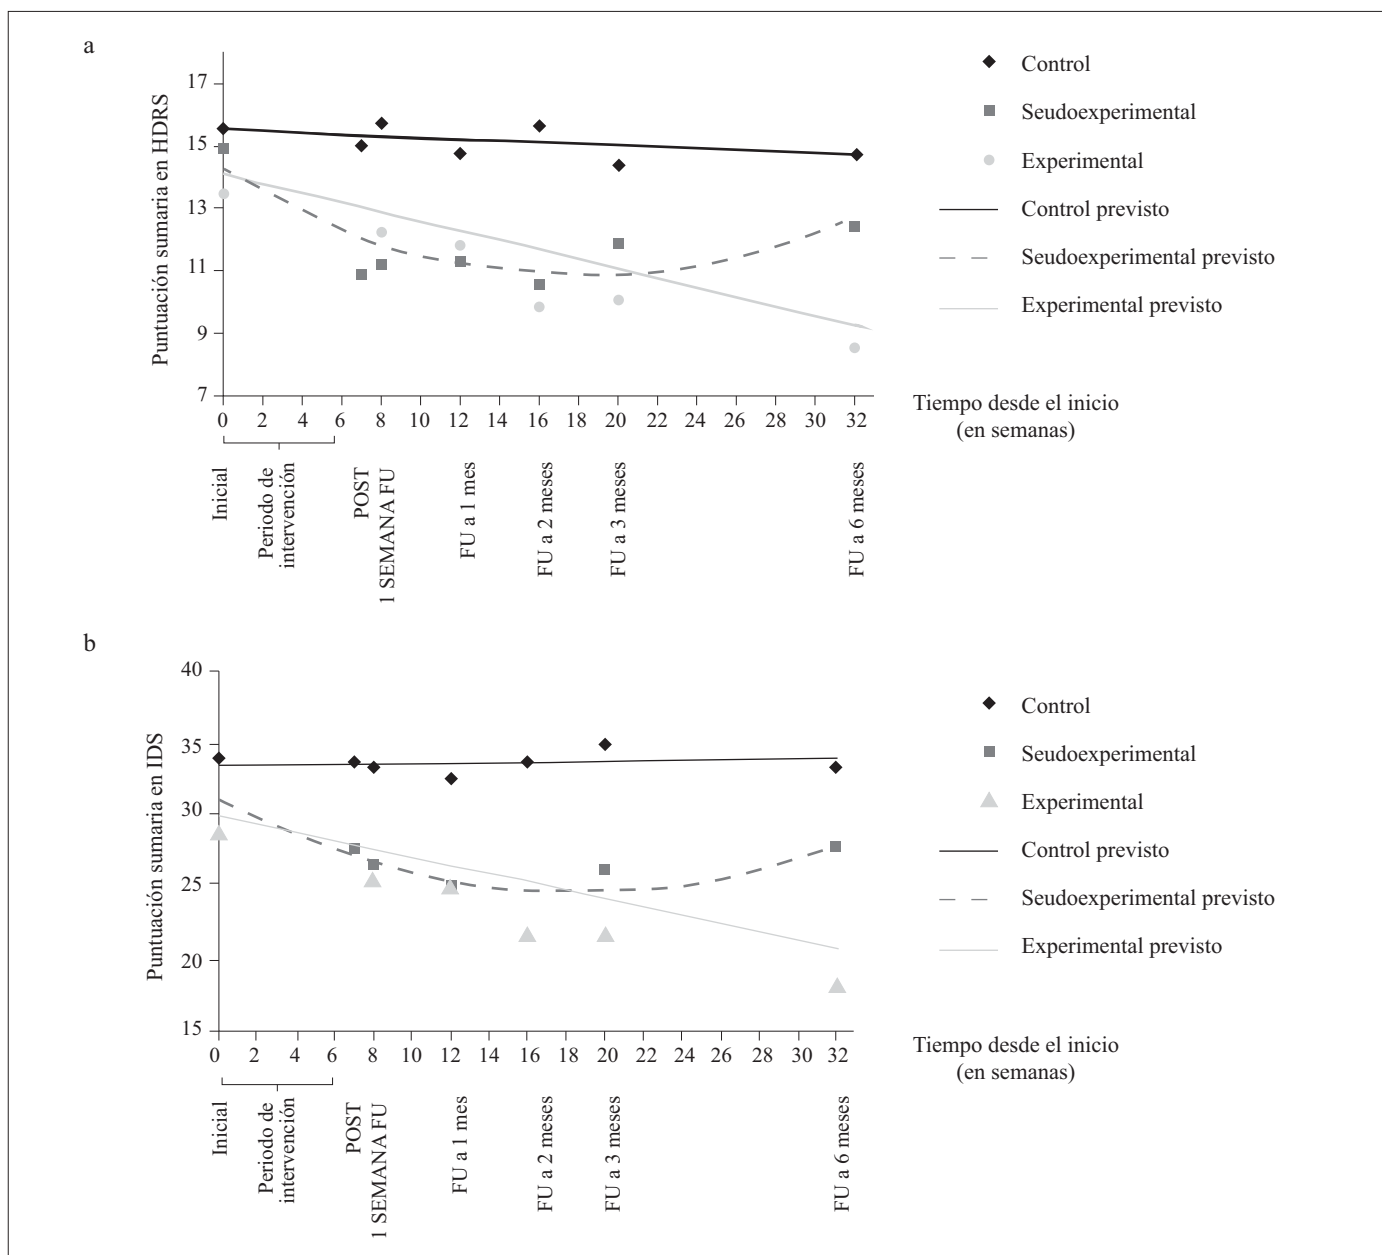 a
Puntuación sumaria en HDRS
17
15
13
11
9
7
0 2 4 6 8 10 12 14 16 18 20 22 24 26 28 30 32
Tiempo desde el inicio
(en semanas)
Inicial
Periodo de
intervención
POST
1 SEMANA FU
FU a 1 mes
FU a 2 meses
FU a 3 meses
FU a 6 meses
Control
Seudoexperimental
Experimental
Control previsto
Seudoexperimental previsto
Experimental previsto
b
Puntuación sumaria en IDS
40
35
30
25
20
15
0 2 4 6 8 10 12 14 16 18 20 22 24 26 28 30 32
Tiempo desde el inicio
(en semanas)
Inicial
Periodo de
intervención
POST
1 SEMANA FU
FU a 1 mes
FU a 2 meses
FU a 3 meses
FU a 6 meses
Control
Seudoexperimental
Experimental
Control previsto
Seudoexperimental previsto
Experimental previsto